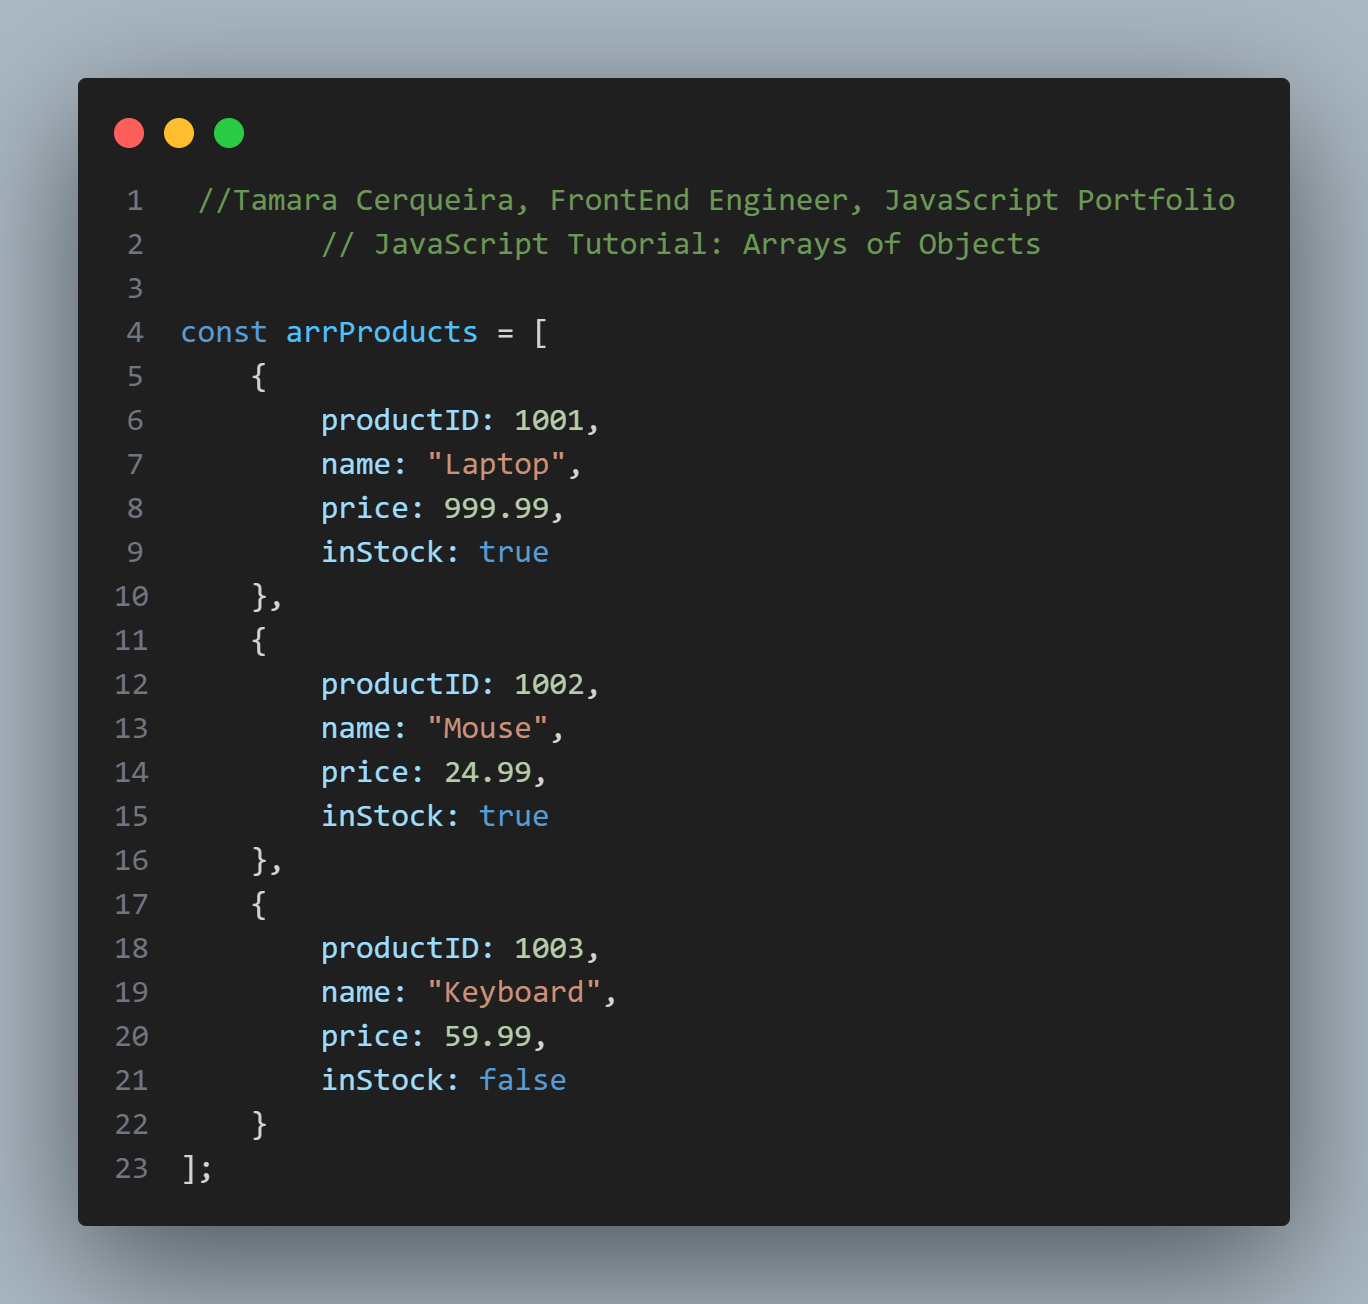 1 //Tamara Cerqueira, FrontEnd Engineer, JavaScript Portfolio
2 // JavaScript Tutorial: Arrays of Objects
3
4 const arrProducts = [
5 {
6 productID: 1001,
7 name: "Laptop",
8 price: 999.99,
9 inStock: true
10 },
11 {
12 productID: 1002,
13 name: "Mouse",
14 price: 24.99,
15 inStock: true
16 },
17 {
18 productID: 1003,
19 name: "Keyboard",
20 price: 59.99,
21 inStock: false
22 }
23 ];